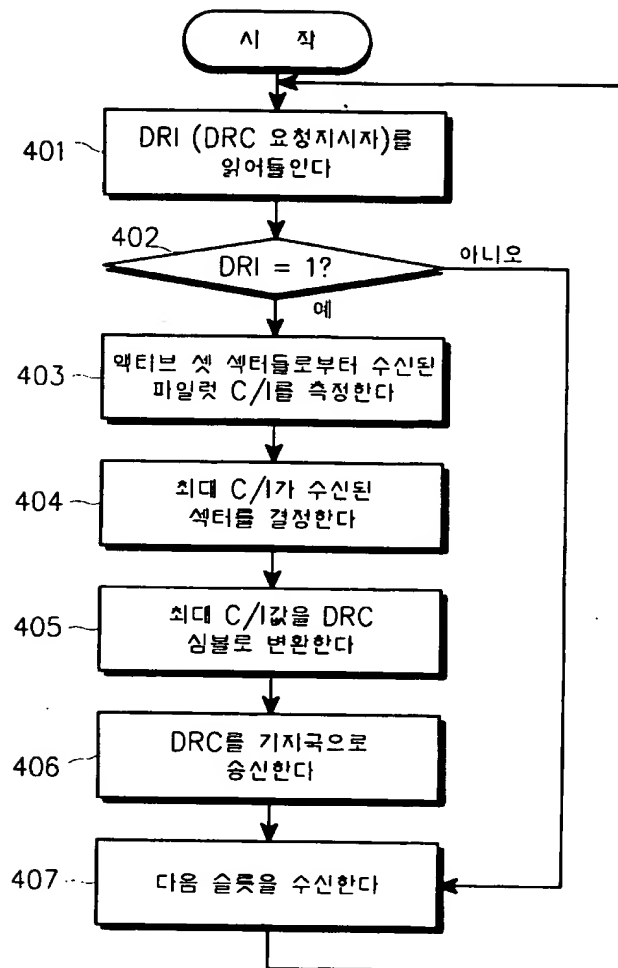 시 작
401
DRI (DRC 요청지시자)를
읽어들인다
402
DRI = 1?
아니오
예
403
액티브 셋 섹터들로부터 수신된
파일럿 C/I를 측정한다
404
최대 C/I가 수신된
섹터를 결정한다
405
최대 C/I값을 DRC
심볼로 변환한다
406
DRC를 기지국으로
송신한다
407
다음 슬롯을 수신한다